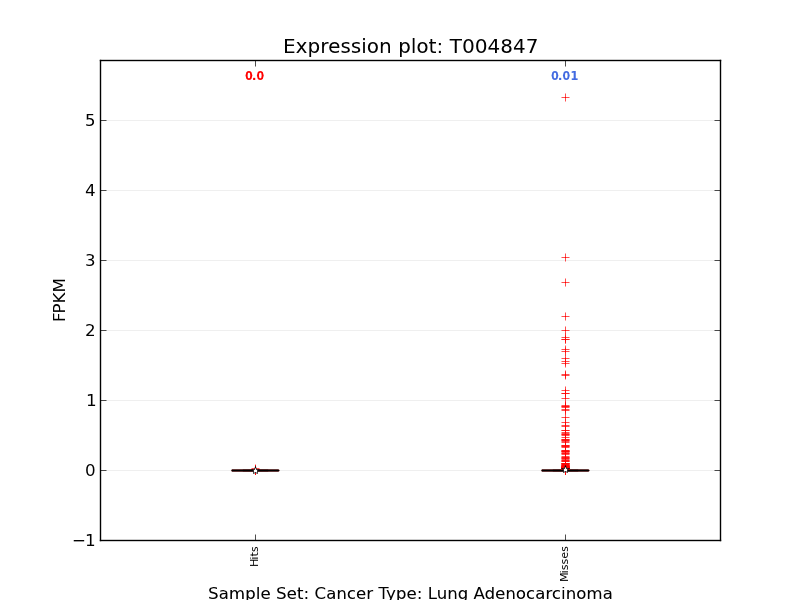 Expression plot: T004847
0.0
0.01
5
4
3
2
1
0
−1
FPKM
Hits
Misses
Sample Set: Cancer Type: Lung Adenocarcinoma